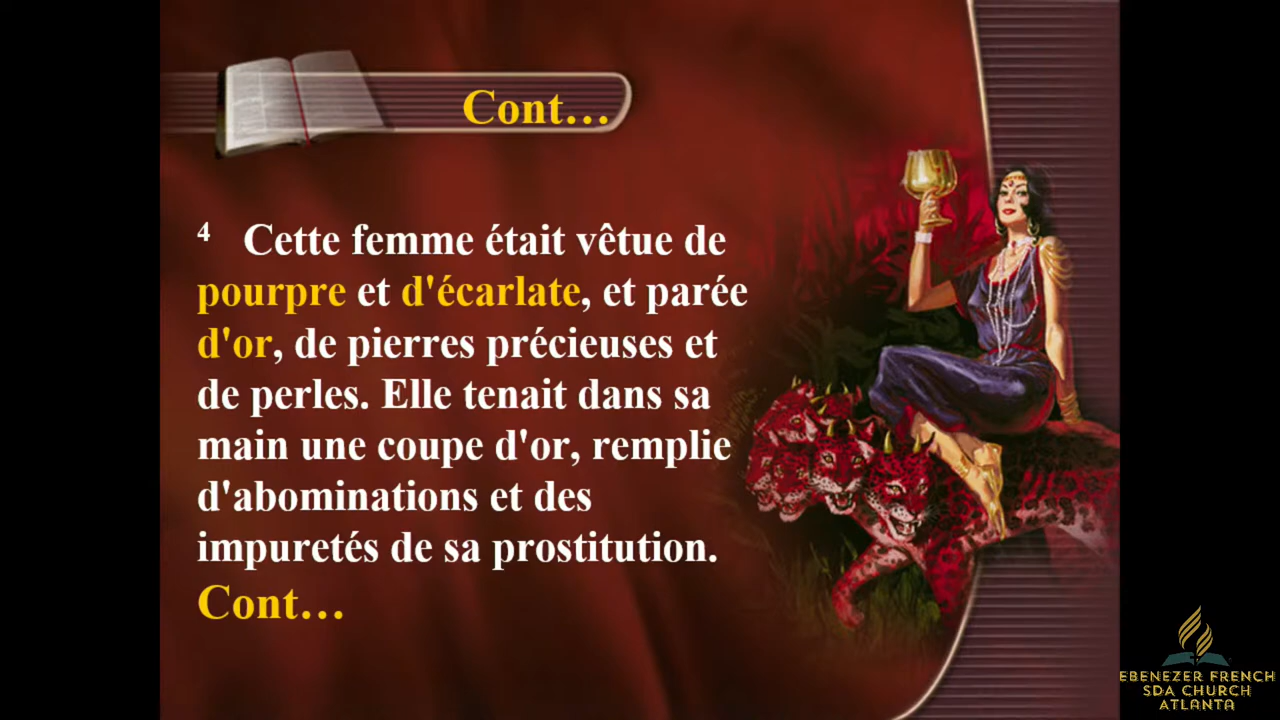 Cont...
4 Cette femme était vêtue de
pourpre et d'écarlate, et parée
d'or, de pierres précieuses et
de perles. Elle tenait dans sa
main une coupe d'or, remplie
d'abominations et des
impuretés de sa prostitution.
Cont...
EBENEZER FRENCH
SDA CHURCH
ATLANTA